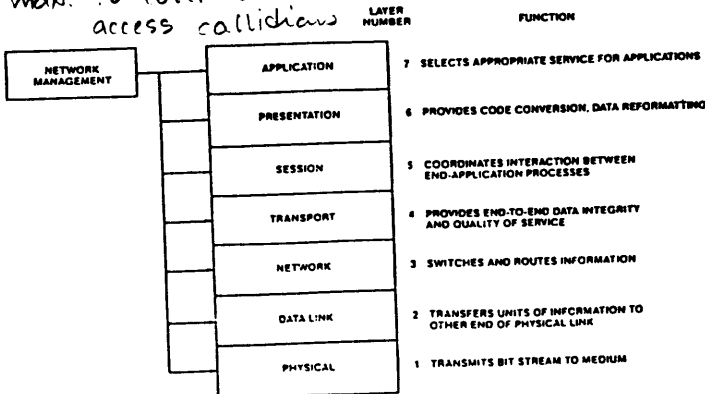 max.
access callidians
LAYER
NUMBER
FUNCTION
NETWORK
MANAGEMENT
APPLICATION
7 SELECTS APPROPRIATE SERVICE FOR APPLICATIONS
PRESENTATION
6 PROVIDES CODE CONVERSION, DATA REFORMATTING
SESSION
5 COORDINATES INTERACTION BETWEEN
END-APPLICATION PROCESSES
TRANSPORT
4 PROVIDES END-TO-END DATA INTEGRITY
AND QUALITY OF SERVICE
NETWORK
3 SWITCHES AND ROUTES INFORMATION
DATA LINK
2 TRANSFERS UNITS OF INFORMATION TO
OTHER END OF PHYSICAL LINK
PHYSICAL
1 TRANSMITS BIT STREAM TO MEDIUM